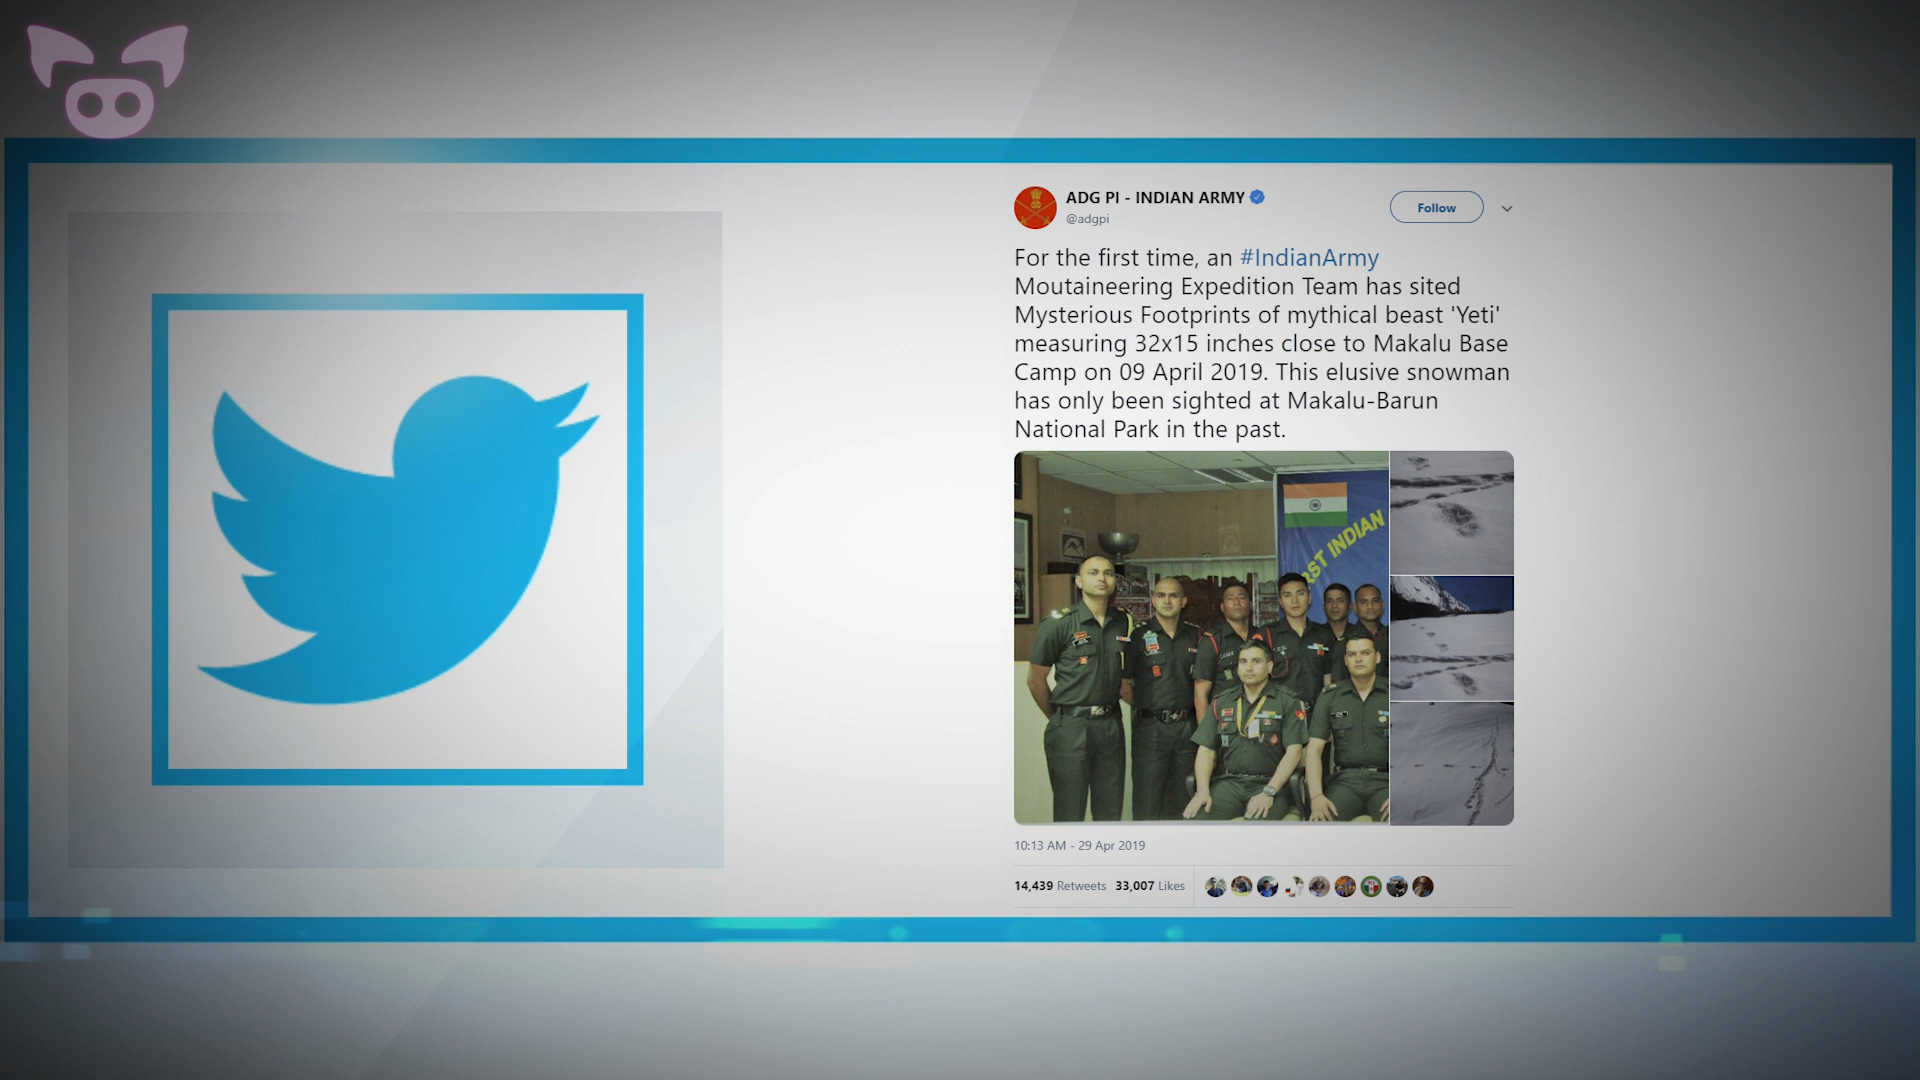 ADG PI - INDIAN ARMY
@adgpi
Follow
For the first time, an #IndianArmy
Moutaineering Expedition Team has sited
Mysterious Footprints of mythical beast 'Yeti'
measuring 32x15 inches close to Makalu Base
Camp on 09 April 2019. This elusive snowman
has only been sighted at Makalu-Barun
National Park in the past.
RST INDIAN
10:13 AM - 29 Apr 2019
14,439 Retweets 33,007 Likes